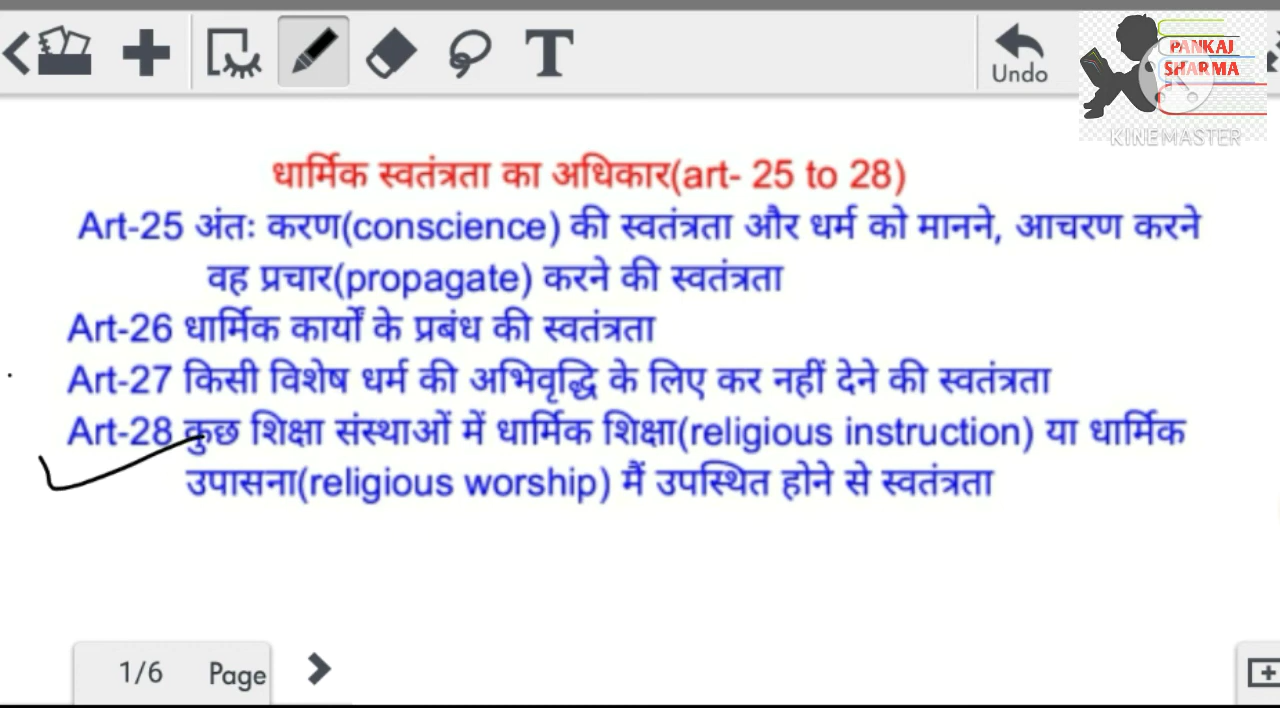 Undo
PANKAJ
SHARMA
KINEMASTER
धार्मिक स्वतंत्रता का अधिकार(art- 25 to 28)
Art-25 अंतः करण(conscience) की स्वतंत्रता और धर्म को मानने, आचरण करने
वह प्रचार(propagate) करने की स्वतंत्रता
Art-26 धार्मिक कार्यों के प्रबंध की स्वतंत्रता
Art-27 किसी विशेष धर्म की अभिवृद्धि के लिए कर नहीं देने की स्वतंत्रता
Art-28 कुछ शिक्षा संस्थाओं में धार्मिक शिक्षा(religious instruction) या धार्मिक
उपासना(religious worship) मैं उपस्थित होने से स्वतंत्रता
1/6 Page